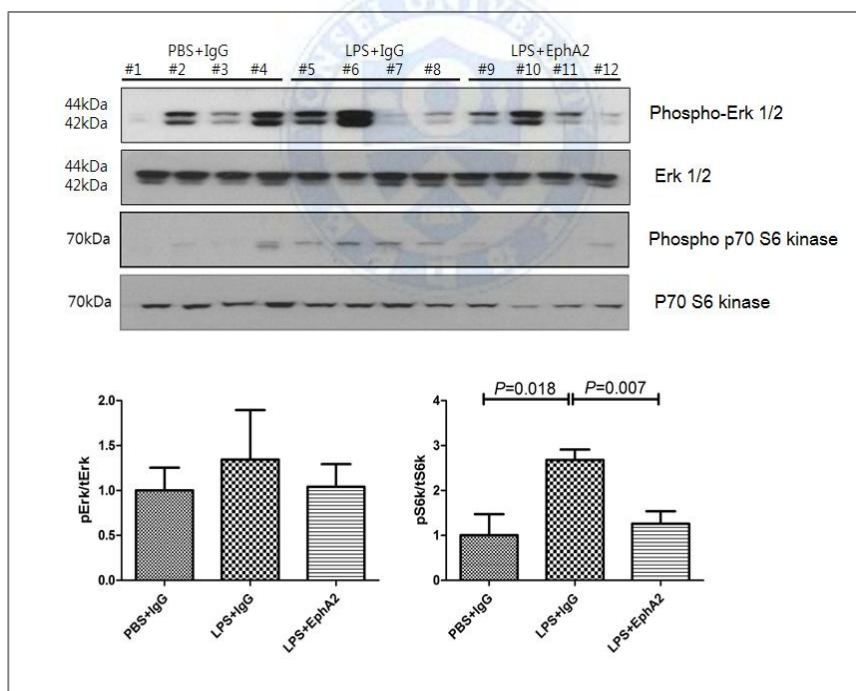 PBS+IgG LPS+IgG LPS+EphA2
#1 #2 #3 #4 #5 #6 #7 #8 #9 #10 #11 #12
44kDa
42kDa
Phospho-Erk 1/2
44kDa
42kDa
Erk 1/2
70kDa
Phospho p70 S6 kinase
70kDa
P70 S6 kinase
pErk/tErk
2.0
1.5
1.0
0.5
0.0
PBS+IgG
LPS+IgG
LPS+EphA2
pS6k/tS6k
P=0.018
P=0.007
4
3
2
1
0
PBS+IgG
LPS+IgG
LPS+EphA2